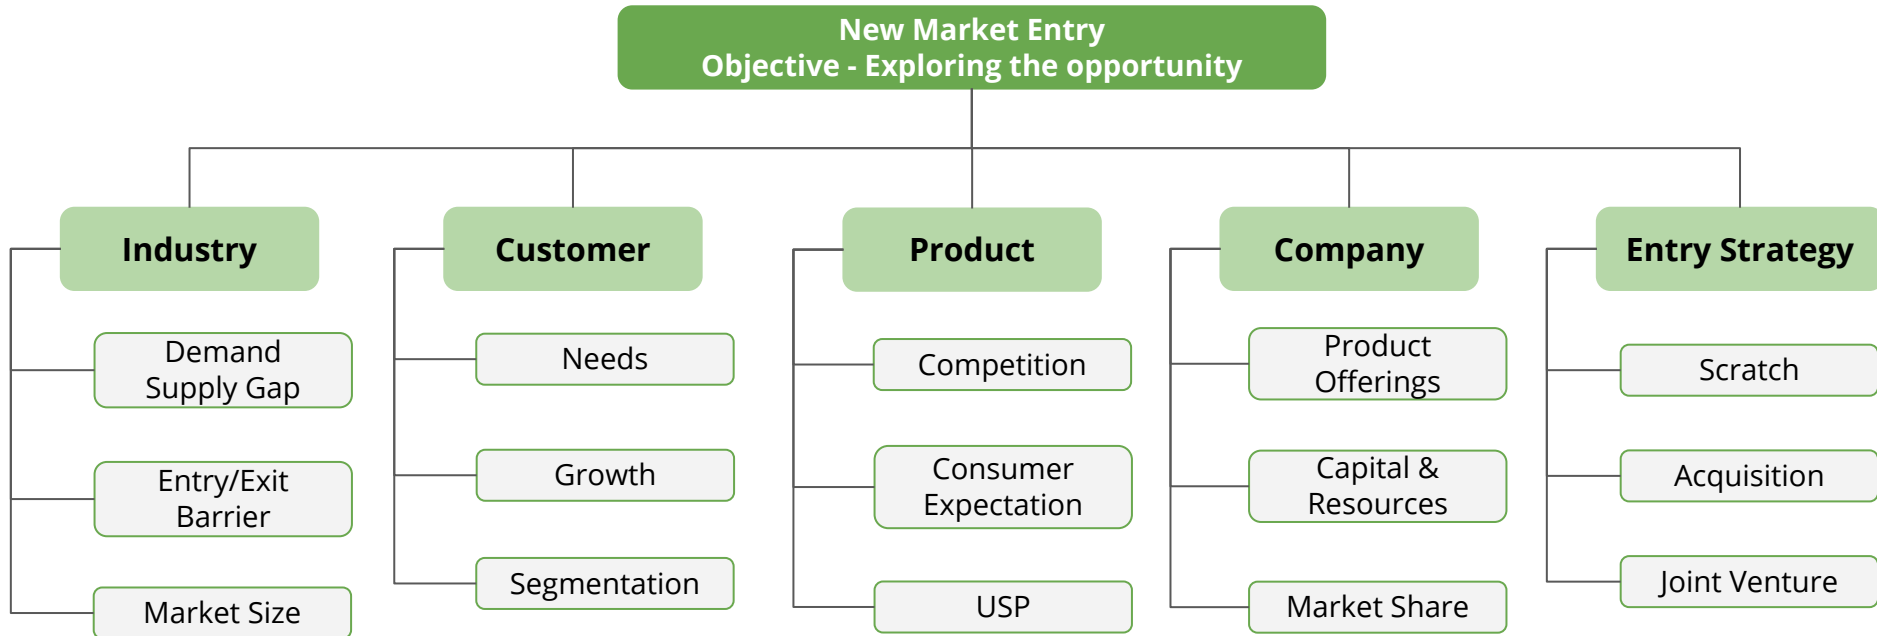 New Market Entry
Objective - Exploring the opportunity
Industry
Demand
Supply Gap
Entry/Exit
Barrier
Market Size
Customer
Needs
Growth
Segmentation
Product
Competition
Consumer
Expectation
USP
Company
Product
Offerings
Capital &
Resources
Market Share
Entry Strategy
Scratch
Acquisition
Joint Venture